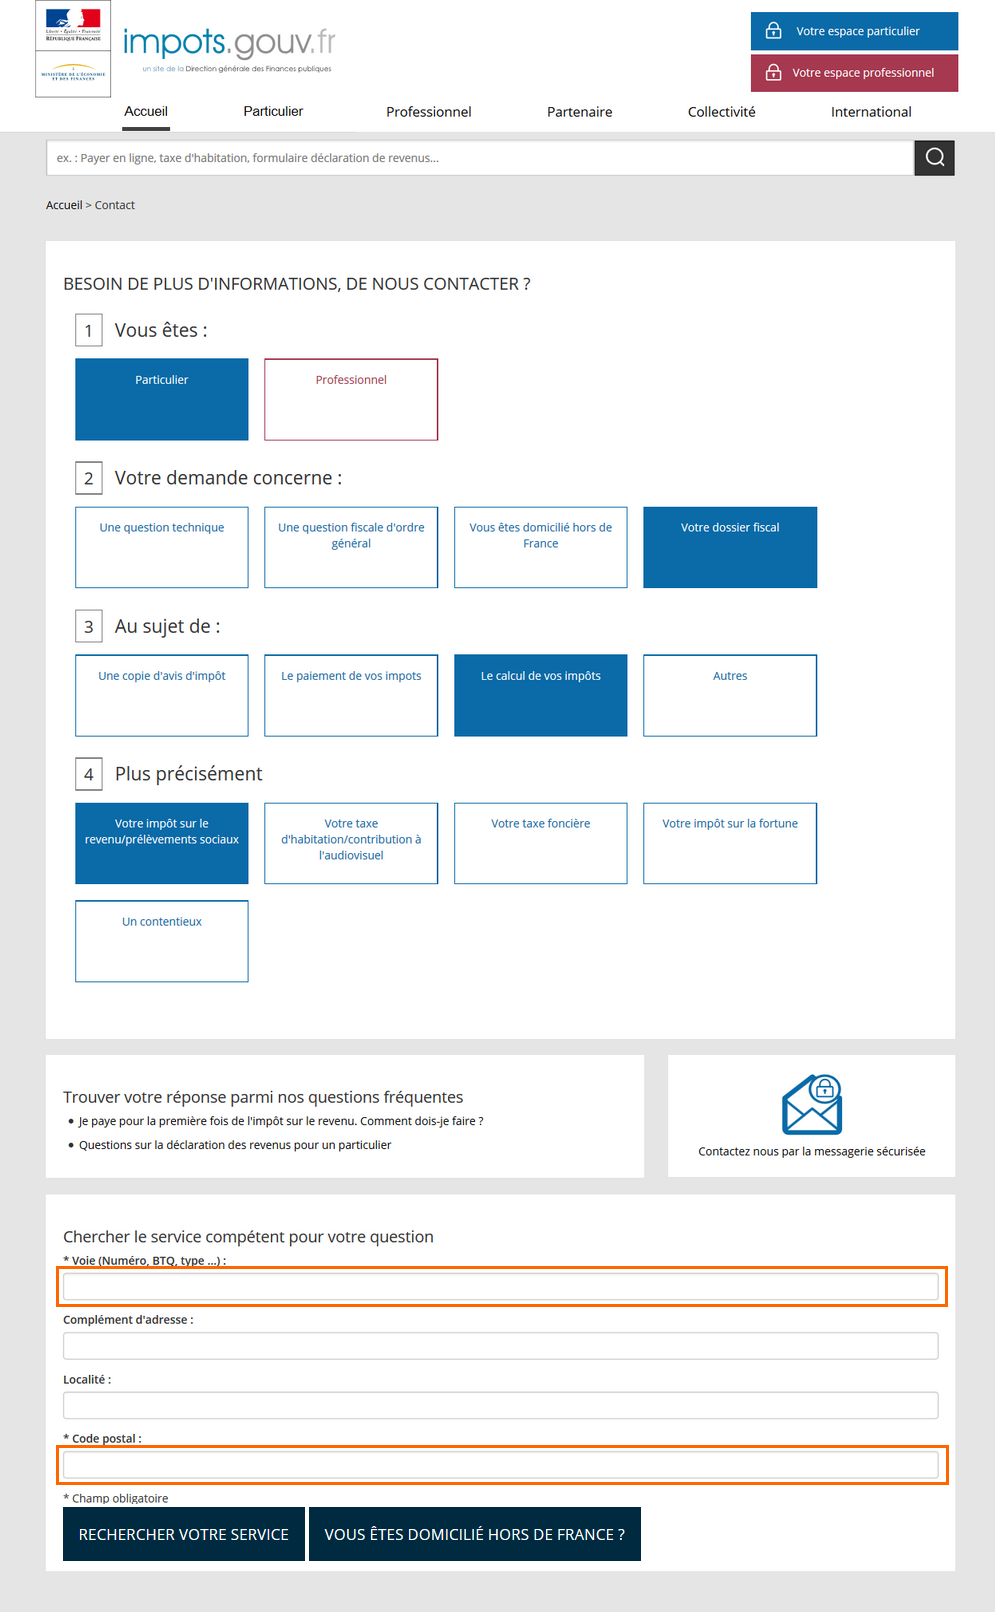 Liberté • Égalité • Fraternité
RÉPUBLIQUE FRANÇAISE
MINISTÈRE DE L'ÉCONOMIE
ET DES FINANCES
impots.gouv.fr
un site de la Direction générale des Finances publiques
Votre espace particulier
Votre espace professionnel
Accueil Particulier Professionnel Partenaire Collectivité International
ex. : Payer en ligne, taxe d'habitation, formulaire déclaration de revenus...
Accueil > Contact
BESOIN DE PLUS D'INFORMATIONS, DE NOUS CONTACTER ?
1 Vous êtes :
Particulier
Professionnel
2 Votre demande concerne :
Une question technique
Une question fiscale d'ordre
général
Vous êtes domicilié hors de
France
Votre dossier fiscal
3 Au sujet de :
Une copie d'avis d'impôt
Le paiement de vos impots
Le calcul de vos impôts
Autres
4 Plus précisément
Votre impôt sur le
revenu/prélèvements sociaux
Votre taxe
d'habitation/contribution à
l'audiovisuel
Votre taxe foncière
Votre impôt sur la fortune
Un contentieux
Trouver votre réponse parmi nos questions fréquentes
• Je paye pour la première fois de l'impôt sur le revenu. Comment dois-je faire ?
• Questions sur la déclaration des revenus pour un particulier
Contactez nous par la messagerie sécurisée
Chercher le service compétent pour votre question
* Voie (Numéro, BTQ, type ...) :
Complément d'adresse :
Localité :
* Code postal :
* Champ obligatoire
RECHERCHER VOTRE SERVICE
VOUS ÊTES DOMICILIÉ HORS DE FRANCE ?